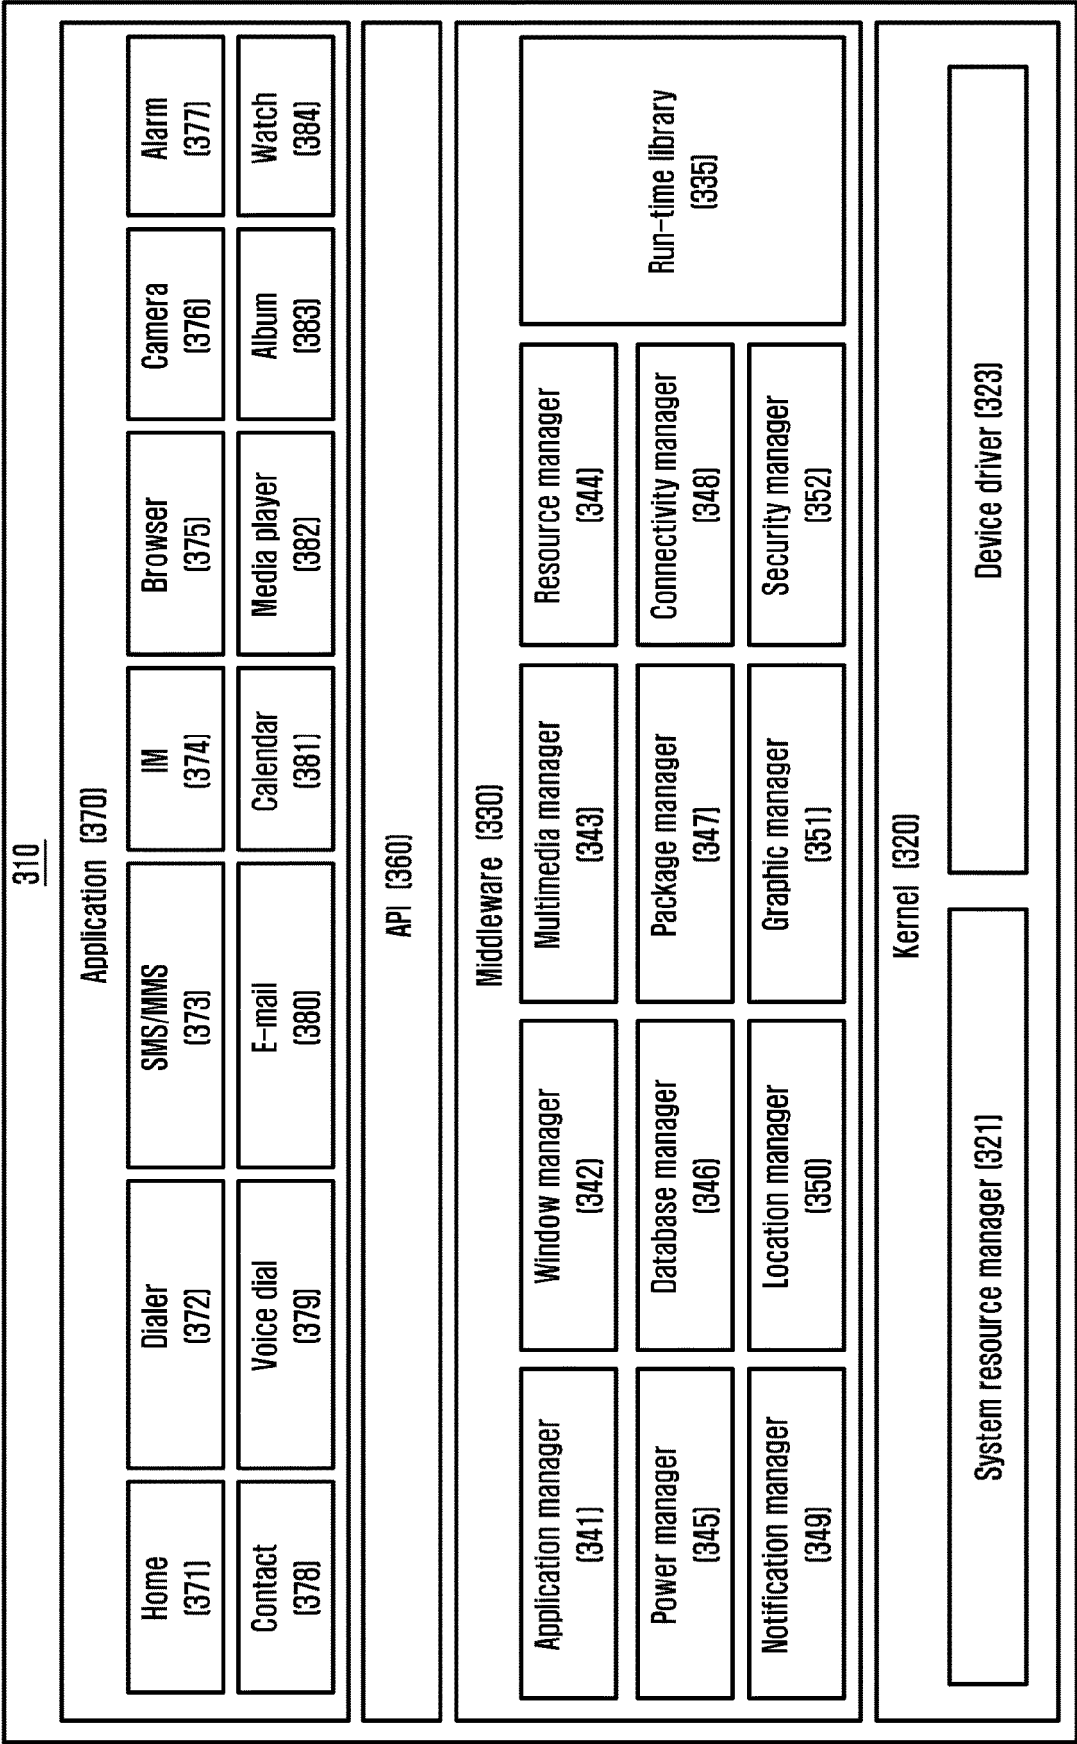 310
Application (370)
Home
(371)
Dialer
(372)
SMS/MMS
(373)
IM
(374)
Browser
(375)
Camera
(376)
Alarm
(377)
Contact
(378)
Voice dial
(379)
E-mail
(380)
Calendar
(381)
Media player
(382)
Album
(383)
Watch
(384)
API (360)
Middleware (330)
Application manager
(341)
Window manager
(342)
Multimedia manager
(343)
Resource manager
(344)
Power manager
(345)
Database manager
(346)
Package manager
(347)
Connectivity manager
(348)
Notification manager
(349)
Location manager
(350)
Graphic manager
(351)
Security manager
(352)
Run-time library
(335)
Kernel (320)
System resource manager (321)
Device driver (323)